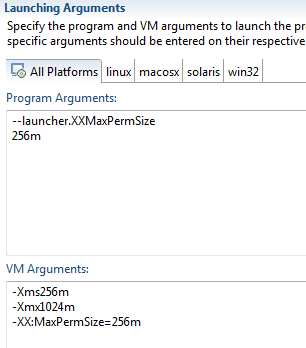 Launching Arguments
Specify the program and VM arguments to launch the pr
specific arguments should be entered on their respective
All Platforms linux macosx solaris win32
Program Arguments:
--launcher.XXMaxPermSize
256m
VM Arguments:
-Xms256m
-Xmx1024m
-XX:MaxPermSize=256m